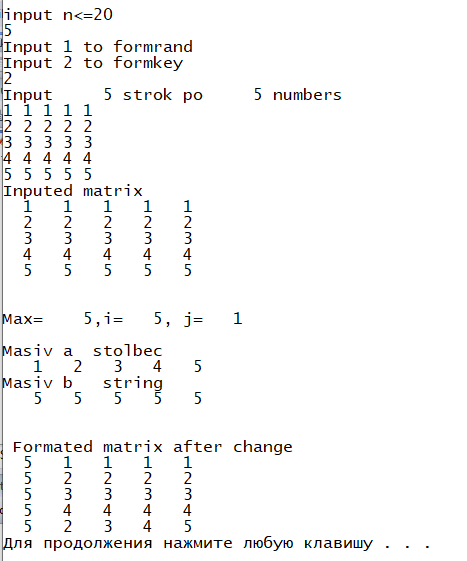 input n<=20
5
Input 1 to formrand
Input 2 to formkey
2
Input     5 strok po     5 numbers
1 1 1 1 1
2 2 2 2 2
3 3 3 3 3
4 4 4 4 4
5 5 5 5 5
Inputed matrix
1 1 1 1 1
2 2 2 2 2
3 3 3 3 3
4 4 4 4 4
5 5 5 5 5
Max=    5,i=   5, j=   1
Masiv a  stolbec
1 2 3 4 5
Masiv b   string
5 5 5 5 5
Formated matrix after change
5 1 1 1 1
5 2 2 2 2
5 3 3 3 3
5 4 4 4 4
5 2 3 4 5
Для продолжения нажмите любую клавишу . . .